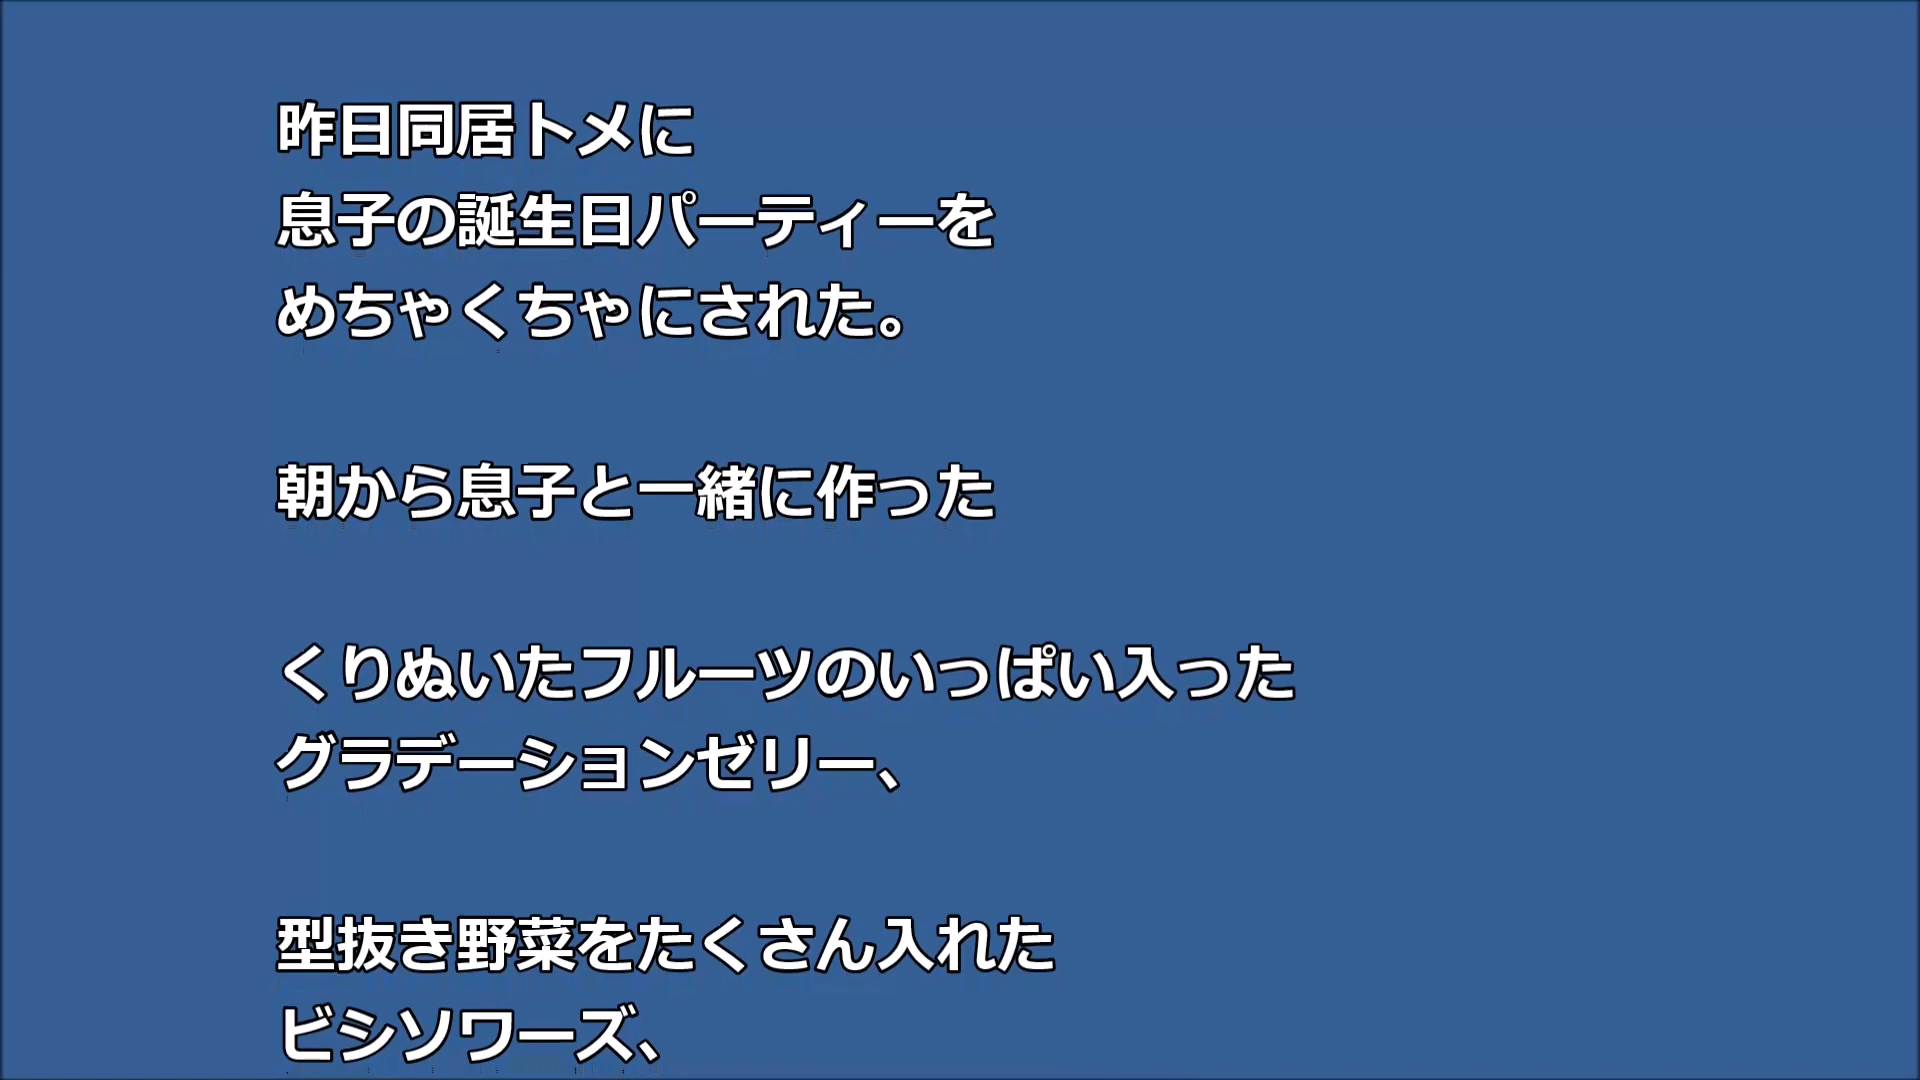 昨日同居トメに
息子の誕生日パーティーを
めちゃくちゃにされた。
朝から息子と一緒に作った
くりぬいたフルーツのいっぱい入った
グラデーションゼリー、
型抜き野菜をたくさん入れた
ビシソワーズ、